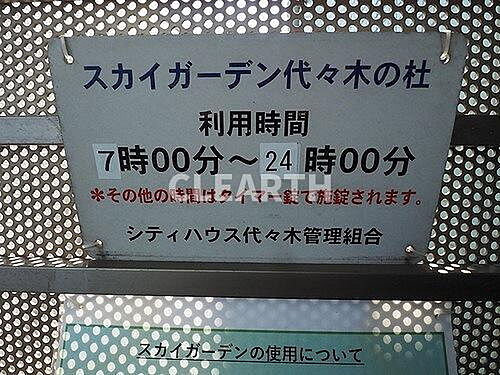 スカイガーデン代々木の杜
利用時間
7時00分～24時00分
＊その他の時間はタイマー錠で施錠されます。
CLEARTH
シティハウス代々木管理組合
スカイガーデンの使用について